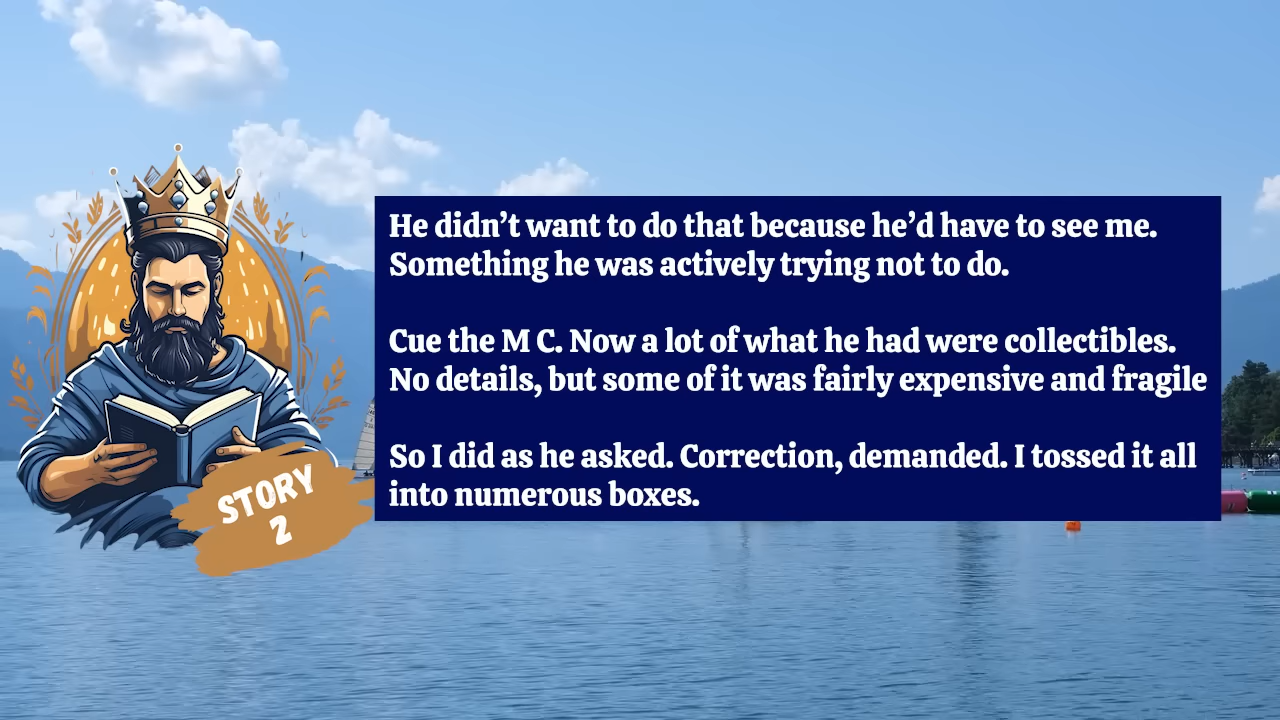 He didn’t want to do that because he’d have to see me.
Something he was actively trying not to do.
Cue the M C. Now a lot of what he had were collectibles.
No details, but some of it was fairly expensive and fragile
So I did as he asked. Correction, demanded. I tossed it all
into numerous boxes.
STORY
2